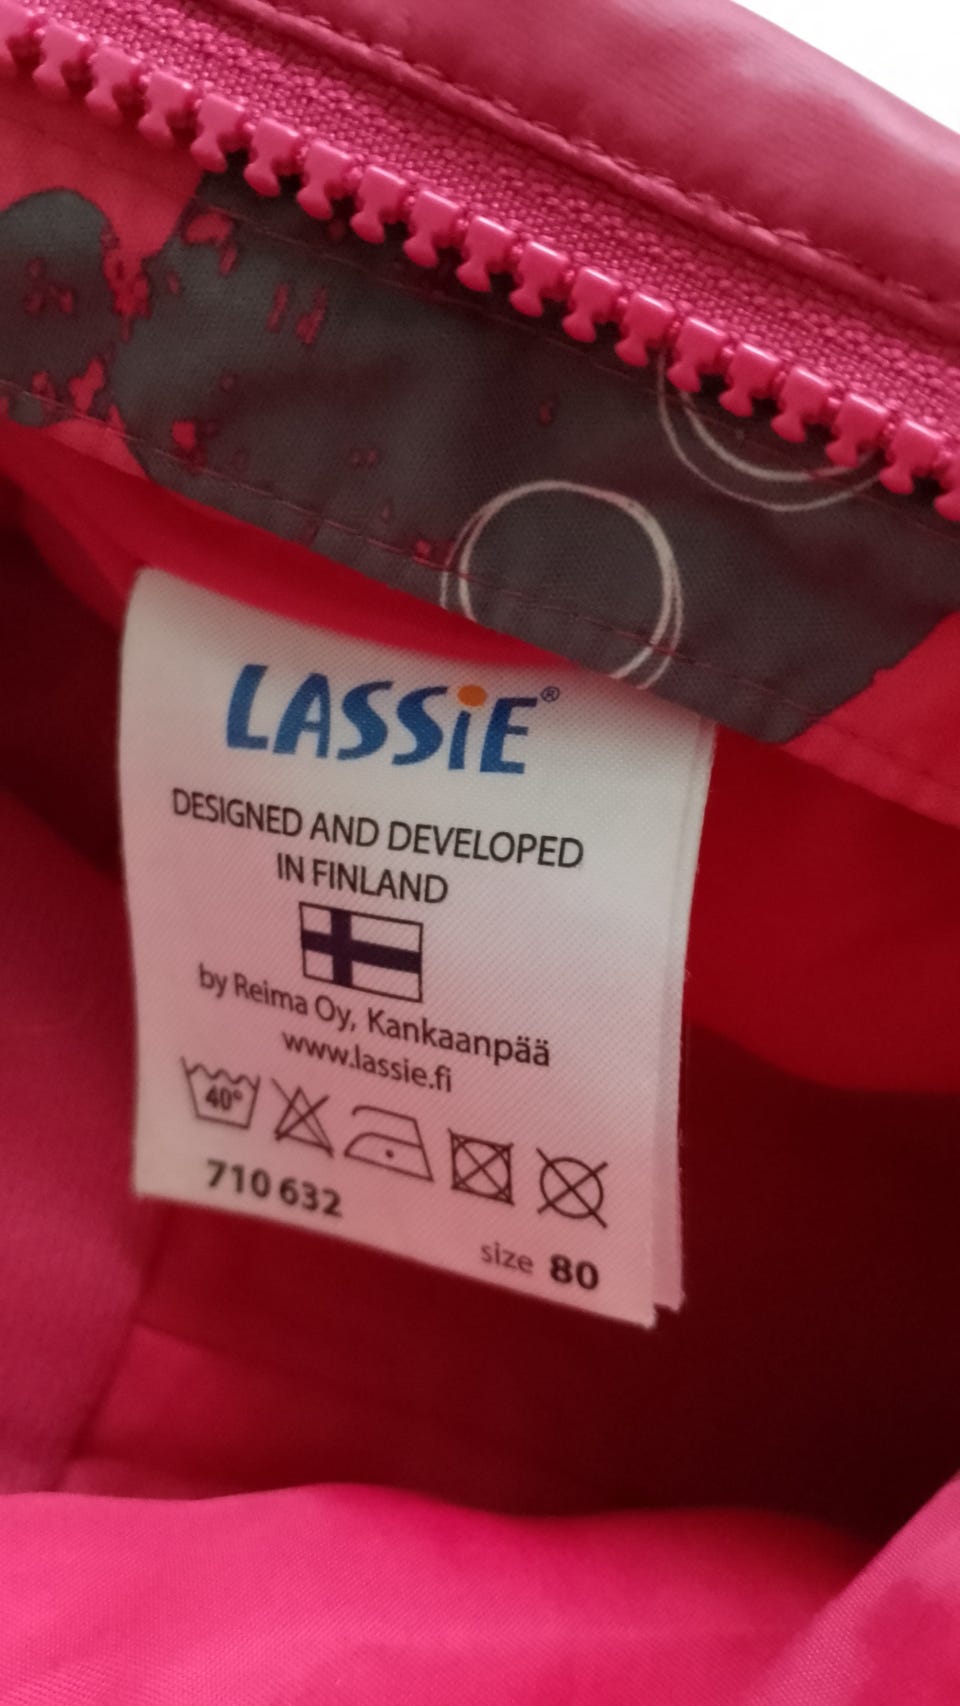 LASSiE®
DESIGNED AND DEVELOPED
IN FINLAND
by Reima Oy, Kankaanpää
www.lassie.fi
40°
710 632
size 80